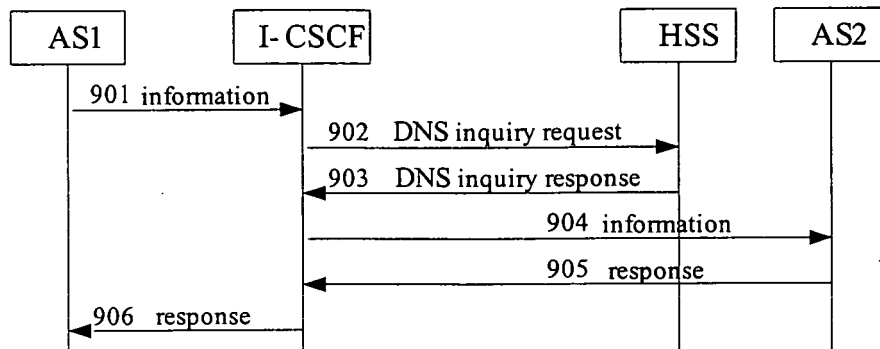 AS1
I- CSCF
HSS
AS2
901 information
902 DNS inquiry request
903 DNS inquiry response
904 information
905 response
906 response